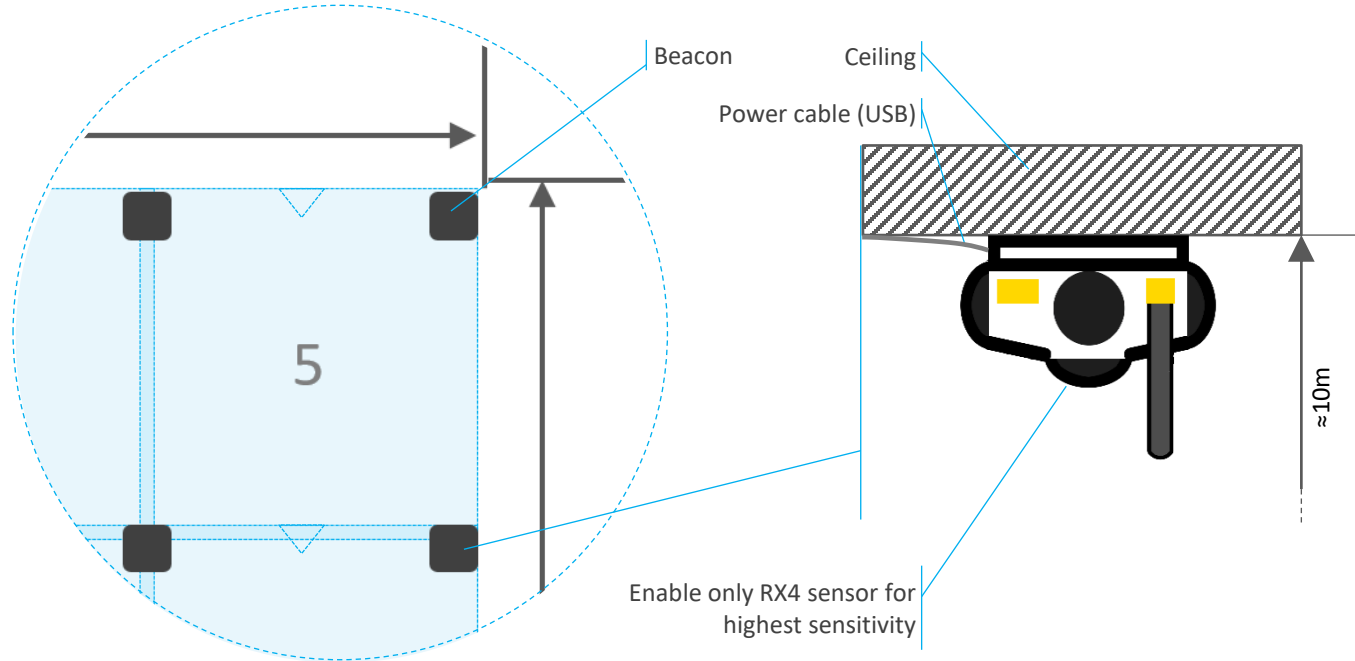 Beacon
Ceiling
Power cable (USB)
5
≈10m
Enable only RX4 sensor for
highest sensitivity